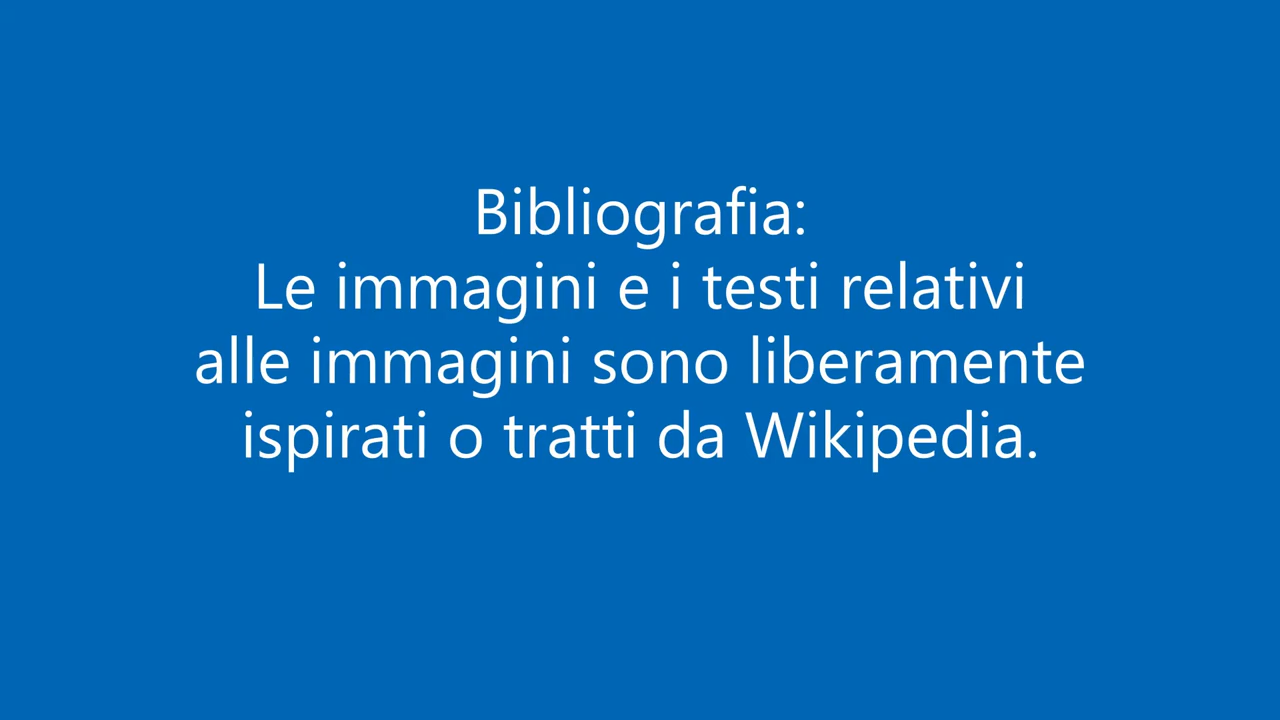 Bibliografia:
Le immagini e i testi relativi
alle immagini sono liberamente
ispirati o tratti da Wikipedia.